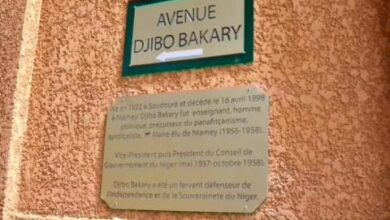 AVENUE
DJIBO BAKARY
Né en 1922 à Soudouré et décédé le 16 avril 1998
à Niamey. Djibo Bakary fut enseignant, homme
politique, précurseur du panafricanisme,
syndicaliste. Maire élu de Niamey (1956-1958).
Vice-Président puis Président du Conseil de
Gouvernement du Niger (mai 1957-octobre 1958).
Djibo Bakary a été un fervent défenseur de
l'Indépendance et de la Souveraineté du Niger.